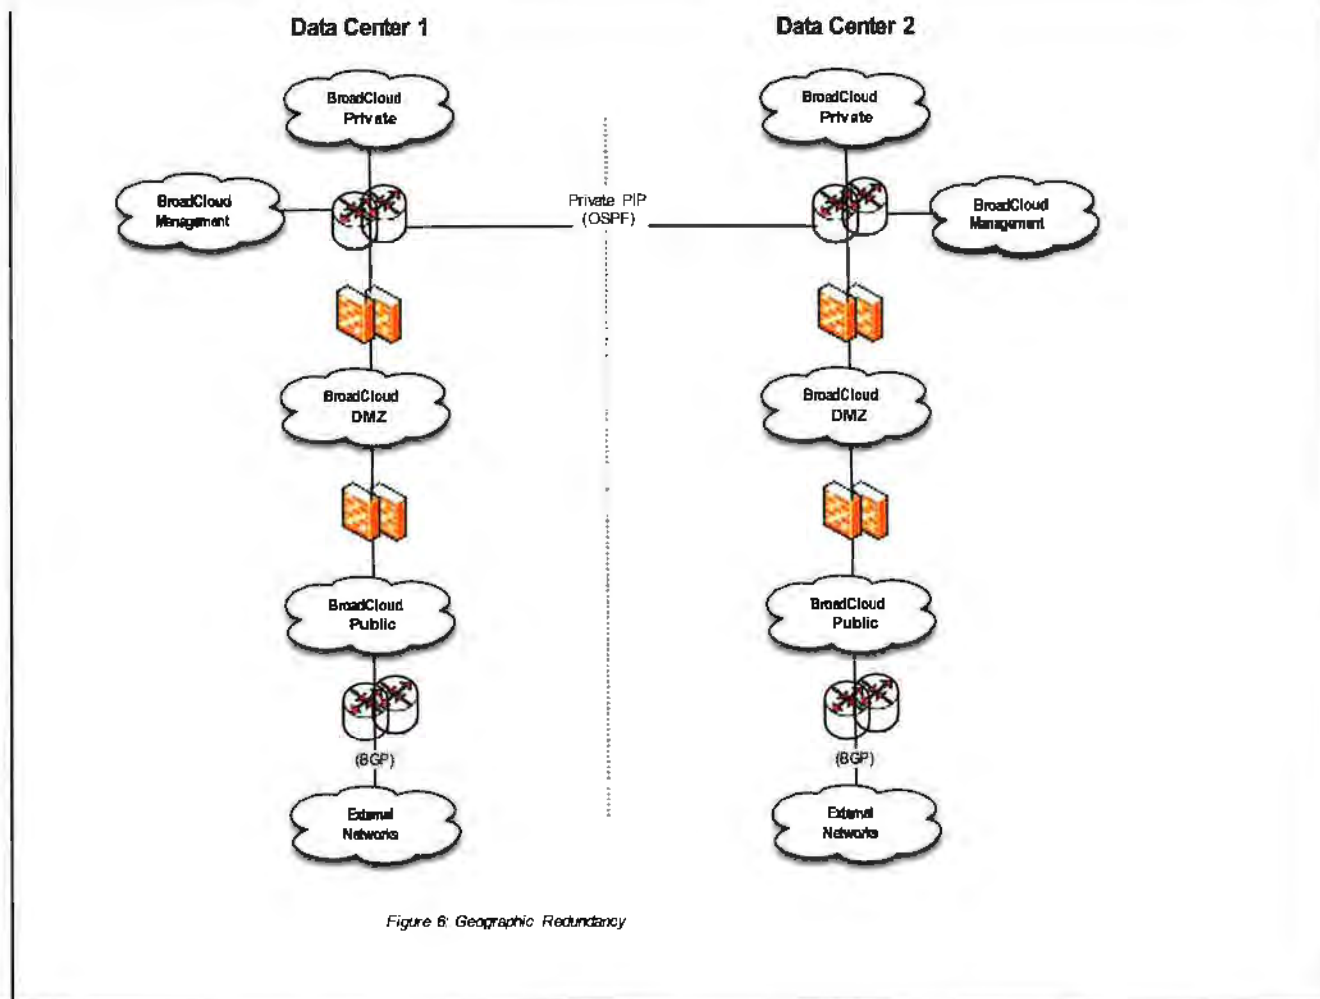 Data Center 1
Data Center 2
BroadCloud
Private
BroadCloud
Private
BroadCloud
Management
Private PIP
(OSPF)
BroadCloud
Management
BroadCloud
DMZ
BroadCloud
DMZ
BroadCloud
Public
BroadCloud
Public
(BGP)
(BGP)
External
Networks
External
Networks
Figure 6: Geographic Redundancy